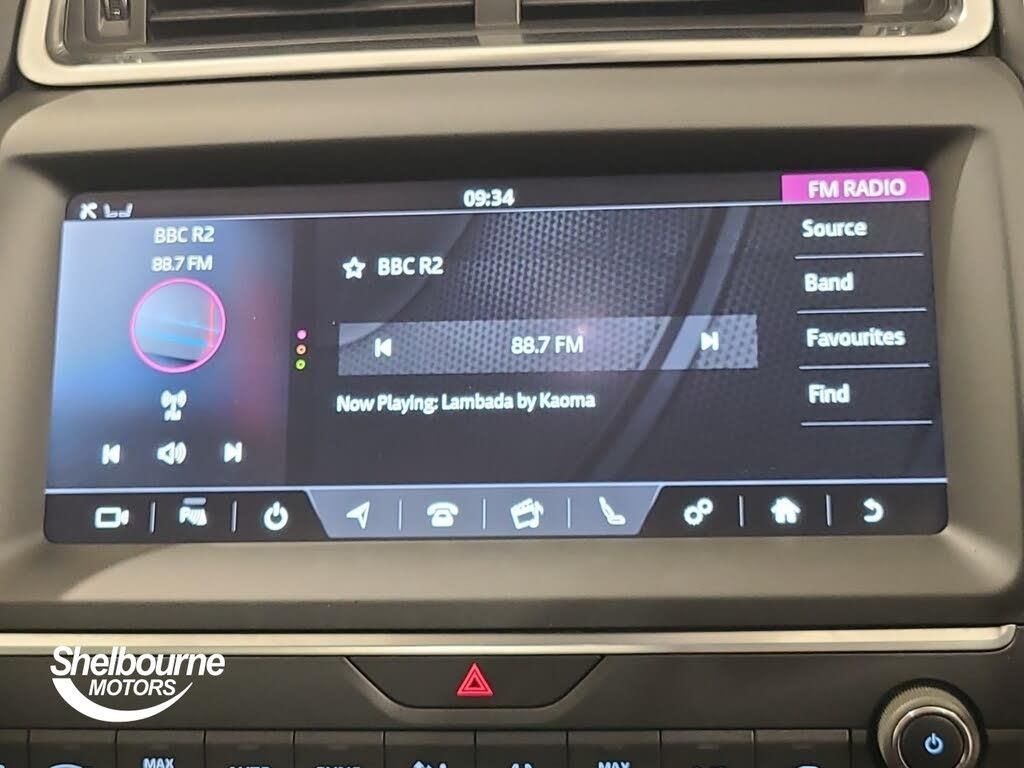 09:34
FM RADIO
BBC R2
88.7 FM
BBC R2
88.7 FM
Now Playing: Lambada by Kaoma
Source
Band
Favourites
Find
Shelbourne
MOTORS
MAX
MAX